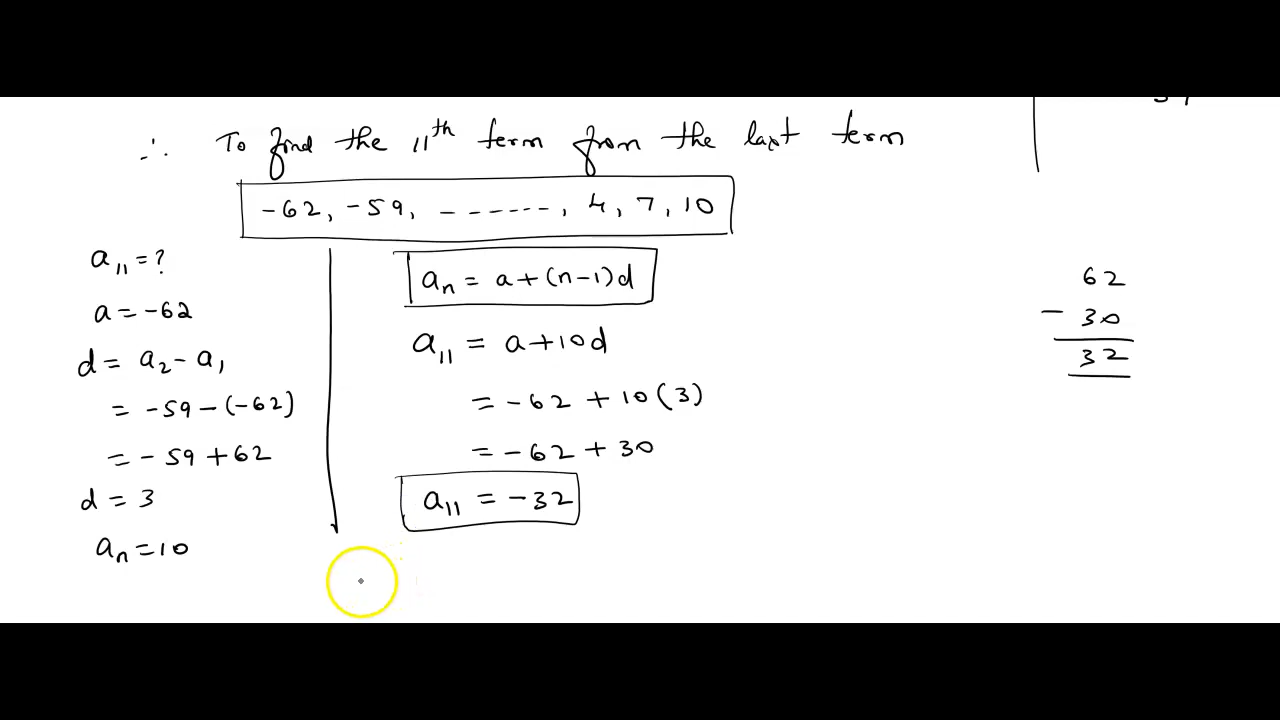 ∴ To find the 11th term from the last term
-62, -59, -------, 4, 7, 10
a11 = ?
a = -62
d = a2 - a1
= -59 - (-62)
= -59 + 62
d = 3
an = 10
an = a + (n-1)d
a11 = a + 10d
= -62 + 10(3)
= -62 + 30
a11 = -32
62
- 30
32